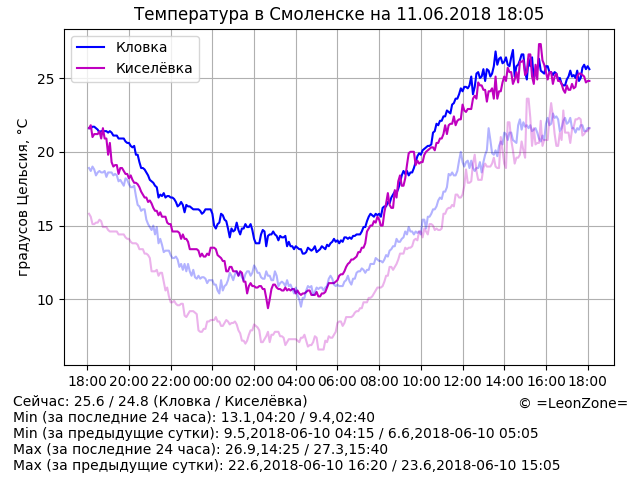 Температура в Смоленске на 11.06.2018 18:05
Кловка
Киселёвка
градусов Цельсия, °C
25
20
15
10
18:00 20:00 22:00 00:00 02:00 04:00 06:00 08:00 10:00 12:00 14:00 16:00 18:00
Сейчас: 25.6 / 24.8 (Кловка / Киселёвка)
© =LeonZone=
Min (за последние 24 часа): 13.1,04:20 / 9.4,02:40
Min (за предыдущие сутки): 9.5,2018-06-10 04:15 / 6.6,2018-06-10 05:05
Max (за последние 24 часа): 26.9,14:25 / 27.3,15:40
Max (за предыдущие сутки): 22.6,2018-06-10 16:20 / 23.6,2018-06-10 15:05